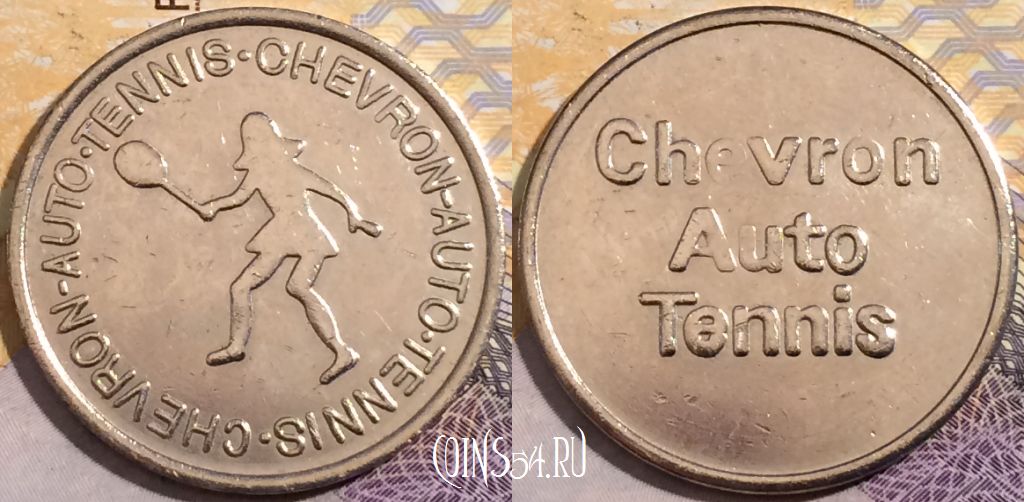 CHEVRON-AUTO·TENNIS·CHEVRON-AUTO·TENNIS·
Chevron
Auto
Tennis
COINS54.RU